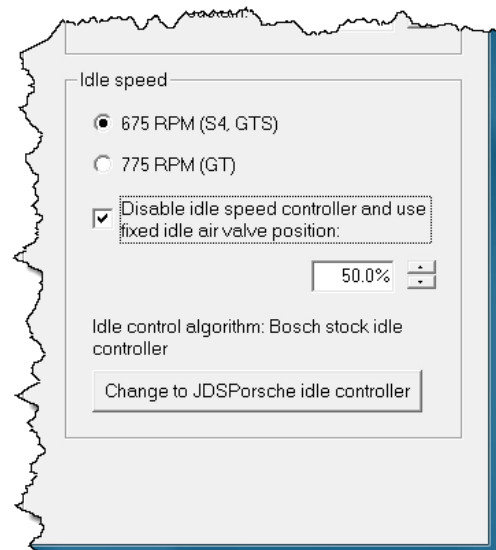 Idle speed
675 RPM (S4, GTS)
775 RPM (GT)
Disable idle speed controller and use
fixed idle air valve position:
50.0%
Idle control algorithm: Bosch stock idle
controller
Change to JDSPorsche idle controller